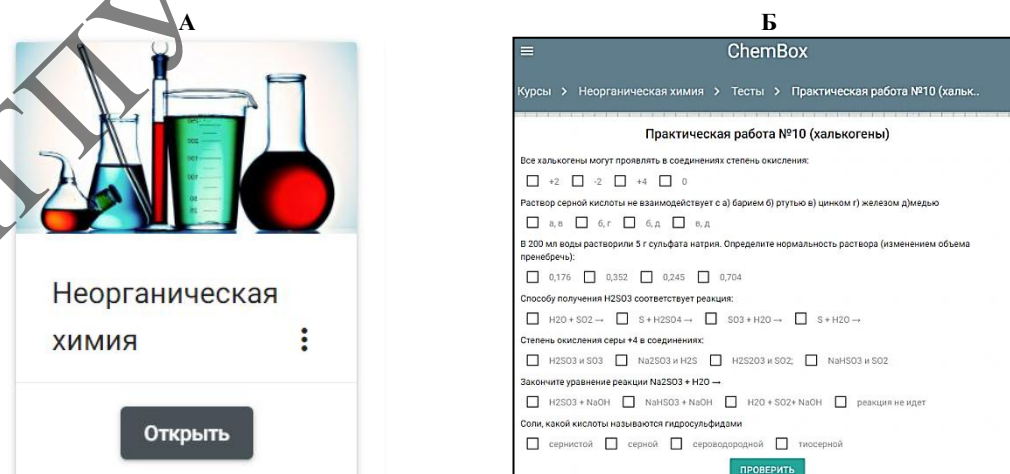 А
Неорганическая
химия
Открыть
Б
ChemBox
Курсы > Неорганическая химия > Тесты > Практическая работа №10 (хальк..
Практическая работа №10 (халькогены)
Все халькогены могут проявлять в соединениях степень окисления:
+2 -2 +4 0
Раствор серной кислоты не взаимодействует с а) барием б) ртутью в) цинком г) железом д)медью
а, в б, г б, д в, д
В 200 мл воды растворили 5 г сульфата натрия. Определите нормальность раствора (изменением объема
пренебречь):
0,176 0,352 0,245 0,704
Способу получения H2SO3 соответствует реакция:
H2O + SO2 → S + H2SO4 → SO3 + H2O → S + H2O →
Степень окисления серы +4 в соединениях:
H2SO3 и SO3 Na2SO3 и H2S H2S2O3 и SO2; NaHSO3 и SO2
Закончите уравнение реакции Na2SO3 + H2O →
H2SO3 + NaOH NaHSO3 + NaOH H2O + SO2+ NaOH реакция не идет
Соли, какой кислоты называются гидросульфидами
сернистой серной сероводородной тиосерной
ПРОВЕРИТЬ